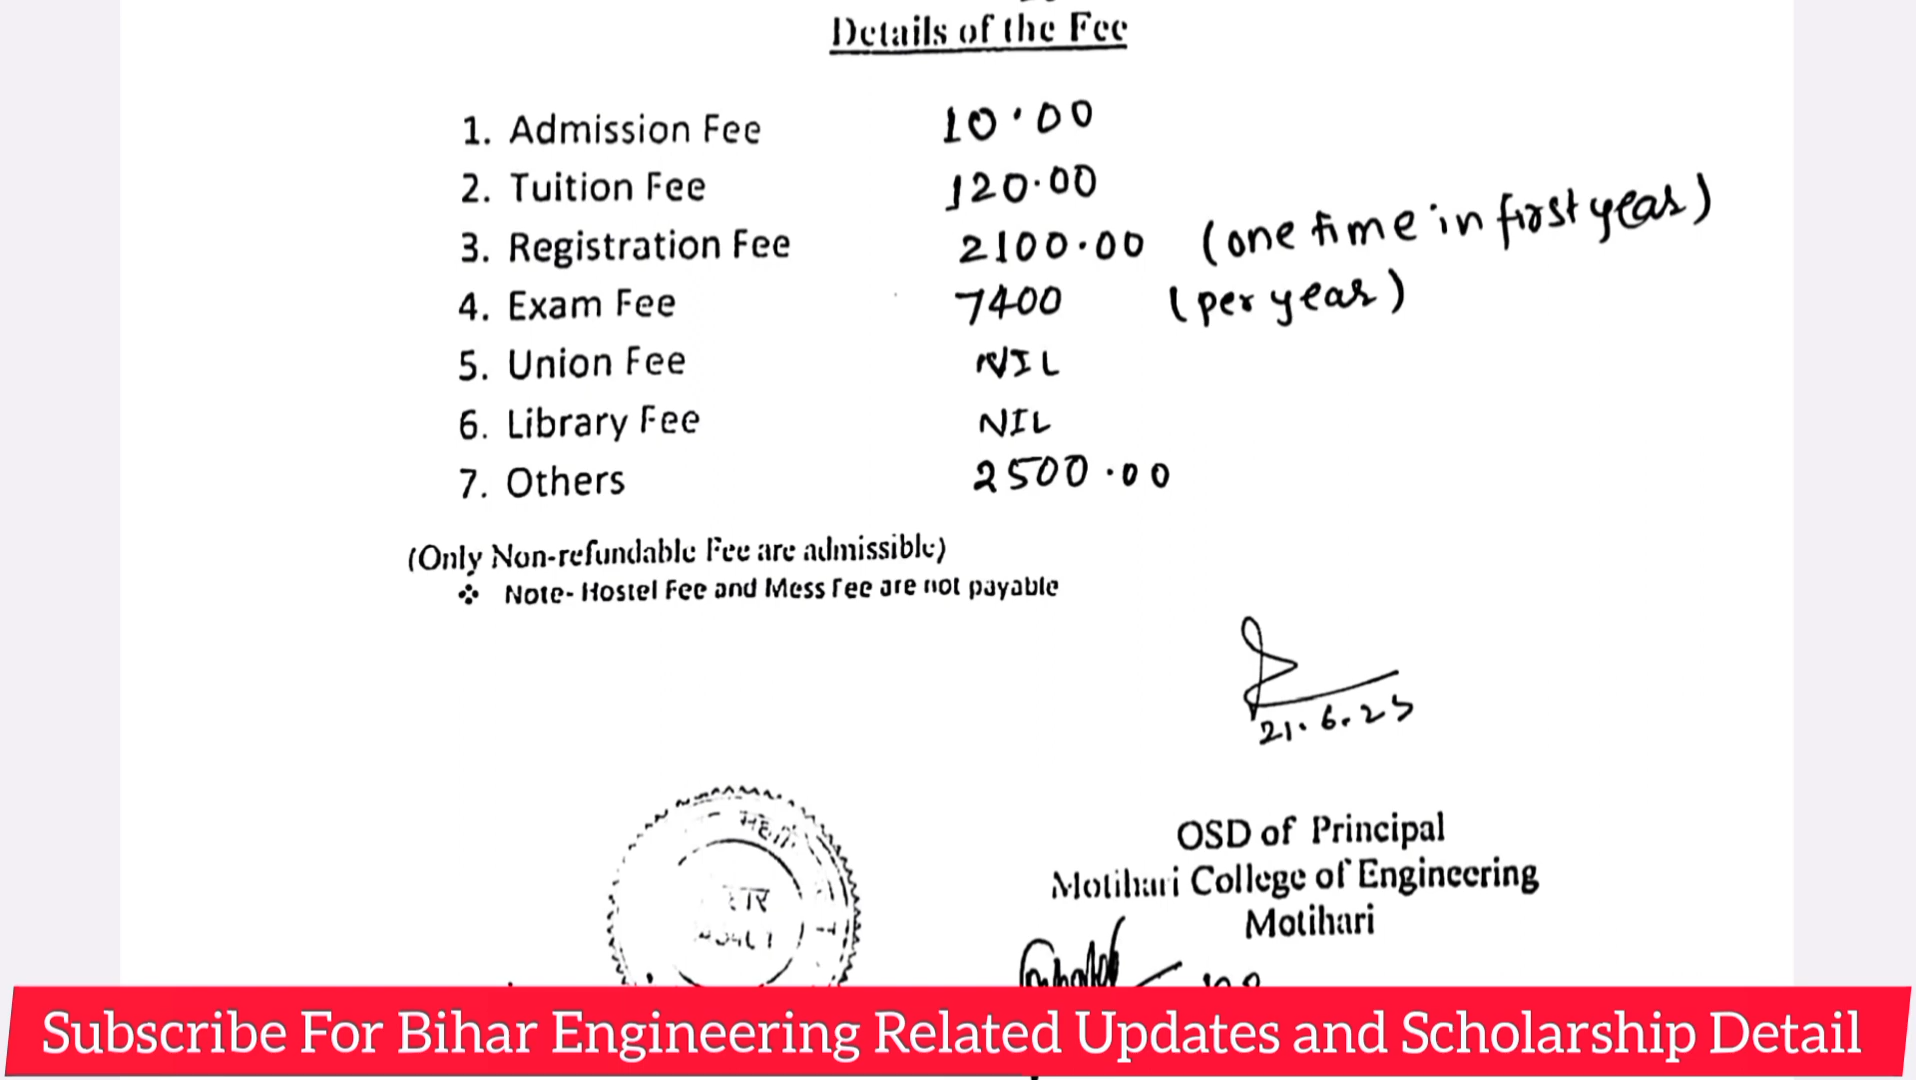 Details of the Fee
1. Admission Fee 10.00
2. Tuition Fee 120.00
3. Registration Fee 2100.00 (one time in first year)
4. Exam Fee 7400 (per year)
5. Union Fee NIL
6. Library Fee NIL
7. Others 2500.00
(Only Non-refundable Fee are admissible)
❖ Note- Hostel Fee and Mess Fee are not payable
21.6.23
OSD of Principal
Motihari College of Engineering
Motihari
Subscribe For Bihar Engineering Related Updates and Scholarship Detail